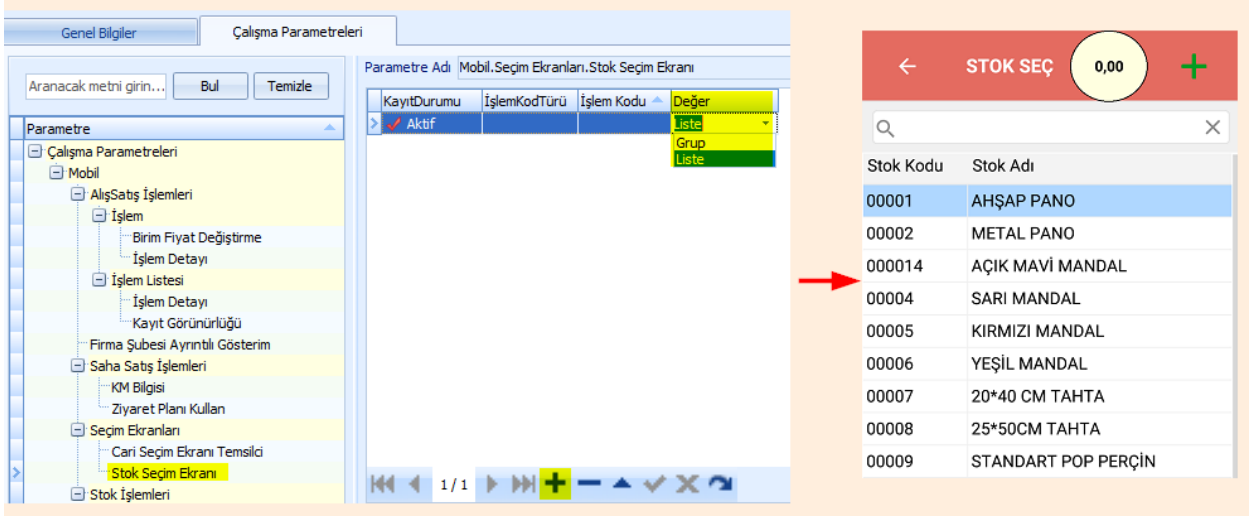 Genel Bilgiler
Çalışma Parametreleri
Aranacak metni girin...
Bul
Temizle
Parametre
Çalışma Parametreleri
Mobil
AlışSatış İşlemleri
İşlem
Birim Fiyat Değiştirme
İşlem Detayı
İşlem Listesi
İşlem Detayı
Kayıt Görünürlüğü
Firma Şubesi Ayrıntılı Gösterim
Saha Satış İşlemleri
KM Bilgisi
Ziyaret Planı Kullan
Seçim Ekranları
Cari Seçim Ekranı Temsilci
Stok Seçim Ekranı
Stok İşlemleri
Parametre Adı Mobil.Seçim Ekranları.Stok Seçim Ekranı
KayıtDurumu İşlemKodTürü İşlem Kodu Değer
Aktif Liste
Grup
Liste
1/1
STOK SEÇ 0,00
Stok Kodu Stok Adı
00001 AHŞAP PANO
00002 METAL PANO
000014 AÇIK MAVİ MANDAL
00004 SARI MANDAL
00005 KIRMIZI MANDAL
00006 YEŞİL MANDAL
00007 20*40 CM TAHTA
00008 25*50CM TAHTA
00009 STANDART POP PERÇİN